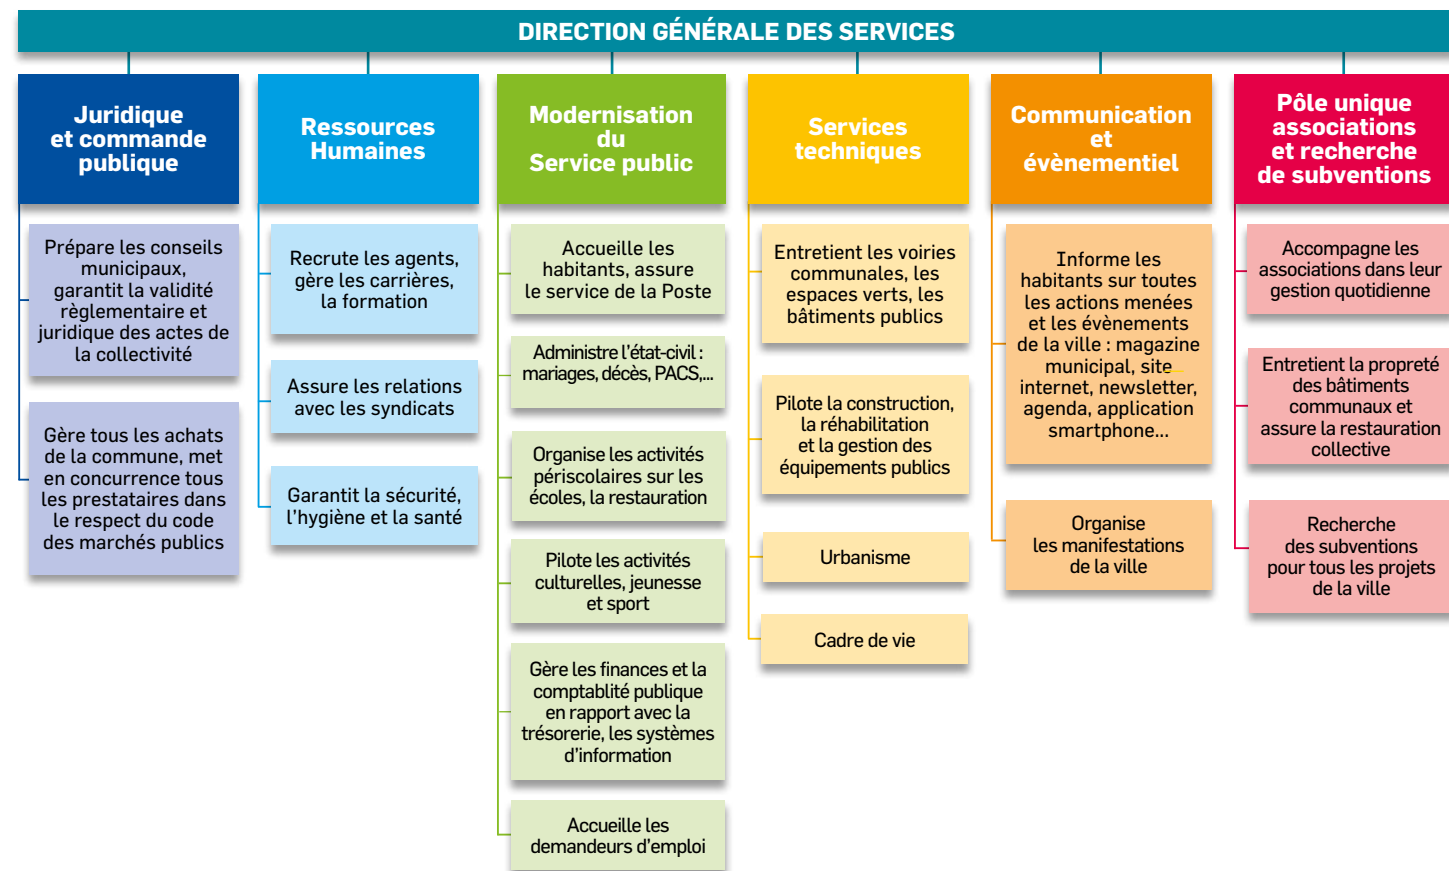 DIRECTION GÉNÉRALE DES SERVICES
Juridique
et commande
publique
Prépare les conseils
municipaux,
garantit la validité
règlementaire et
juridique des actes de
la collectivité
Gère tous les achats
de la commune, met
en concurrence tous
les prestataires dans
le respect du code
des marchés publics
Ressources
Humaines
Recrute les agents,
gère les carrières,
la formation
Assure les relations
avec les syndicats
Garantit la sécurité,
l'hygiène et la santé
Modernisation
du
Service public
Accueille les
habitants, assure
le service de la Poste
Administre l'état-civil :
mariages, décès, PACS,...
Organise les activités
périscolaires sur les
écoles, la restauration
Pilote les activités
culturelles, jeunesse
et sport
Gère les finances et la
comptablité publique
en rapport avec la
trésorerie, les systèmes
d'information
Accueille les
demandeurs d'emploi
Services
techniques
Entretient les voiries
communales, les
espaces verts, les
bâtiments publics
Pilote la construction,
la réhabilitation
et la gestion des
équipements publics
Urbanisme
Cadre de vie
Communication
et
évènementiel
Informe les
habitants sur toutes
les actions menées
et les évènements
de la ville : magazine
municipal, site
internet, newsletter,
agenda, application
smartphone...
Organise
les manifestations
de la ville
Pôle unique
associations
et recherche
de subventions
Accompagne les
associations dans leur
gestion quotidienne
Entretient la propreté
des bâtiments
communaux et
assure la restauration
collective
Recherche
des subventions
pour tous les projets
de la ville